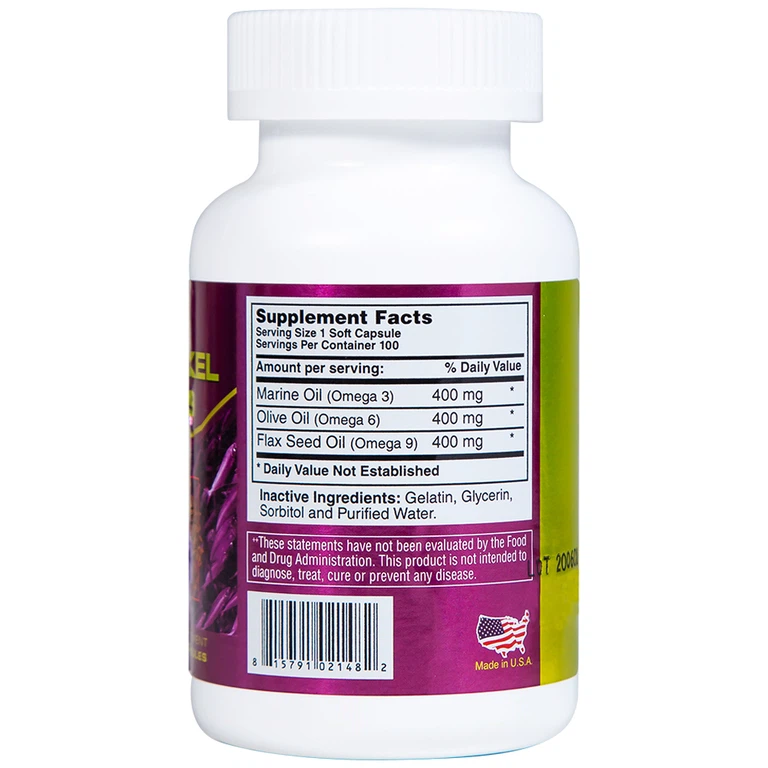 Supplement Facts
Serving Size 1 Soft Capsule
Servings Per Container 100
Amount per serving: % Daily Value
Marine Oil (Omega 3) 400 mg *
Olive Oil (Omega 6) 400 mg *
Flax Seed Oil (Omega 9) 400 mg *
* Daily Value Not Established
Inactive Ingredients: Gelatin, Glycerin,
Sorbitol and Purified Water.
**These statements have not been evaluated by the Food
and Drug Administration. This product is not intended to
diagnose, treat, cure or prevent any disease.
8 15791 02148 2
Made in U.S.A.